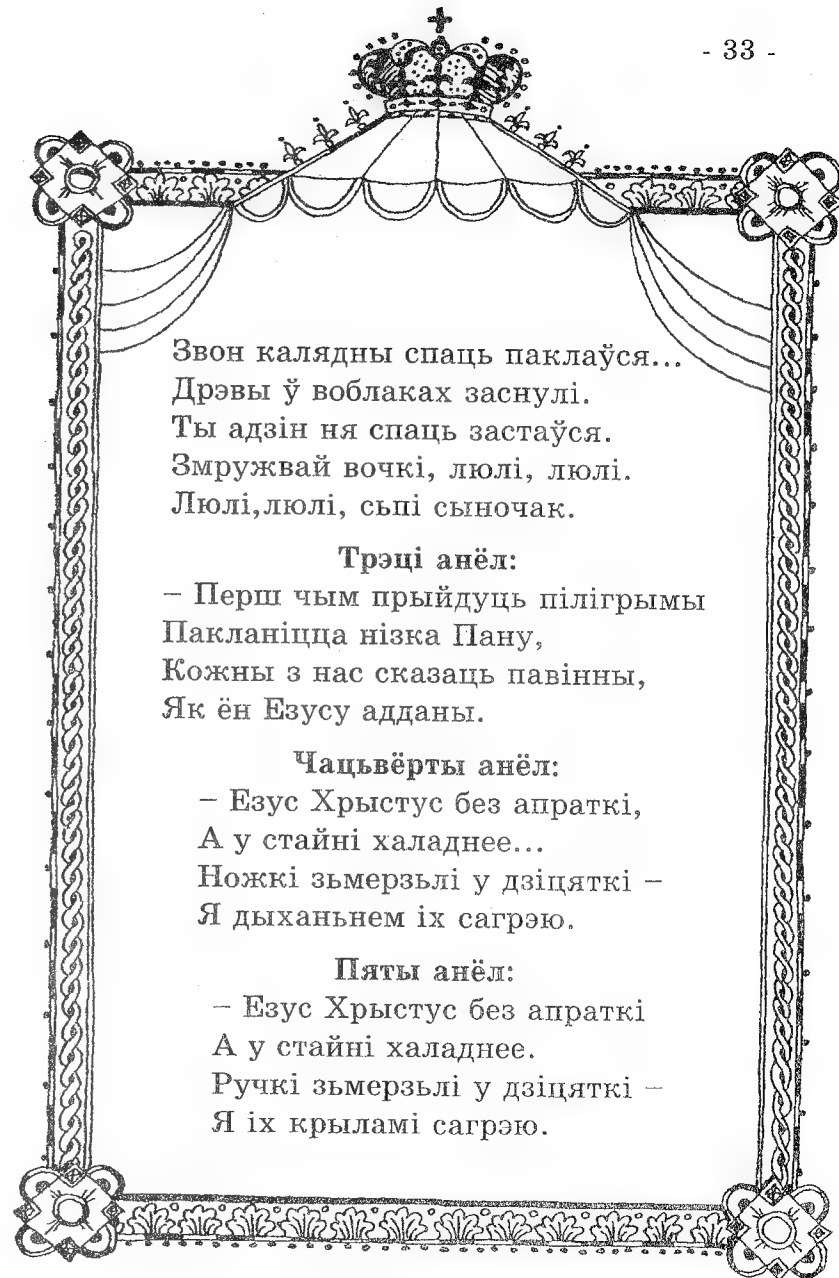 - 33 -
Звон калядны спаць паклаўся...
Дрэвы ў воблаках заснулі.
Ты адзін ня спаць застаўся.
Змружвай вочкі, люлі, люлі.
Люлі,люлі, сьпі сыночак.
Трэці анёл:
– Перш чым прыйдуць пілігрымы
Пакланіцца нізка Пану,
Кожны з нас сказаць павінны,
Як ён Езусу адданы.
Чацьвёрты анёл:
– Езус Хрыстус без апраткі,
А у стайні халаднее...
Ножкі зьмерзьлі у дзіцяткі –
Я дыханьнем іх сагрэю.
Пяты анёл:
– Езус Хрыстус без апраткі
А у стайні халаднее.
Ручкі зьмерзьлі у дзіцяткі –
Я іх крыламі сагрэю.